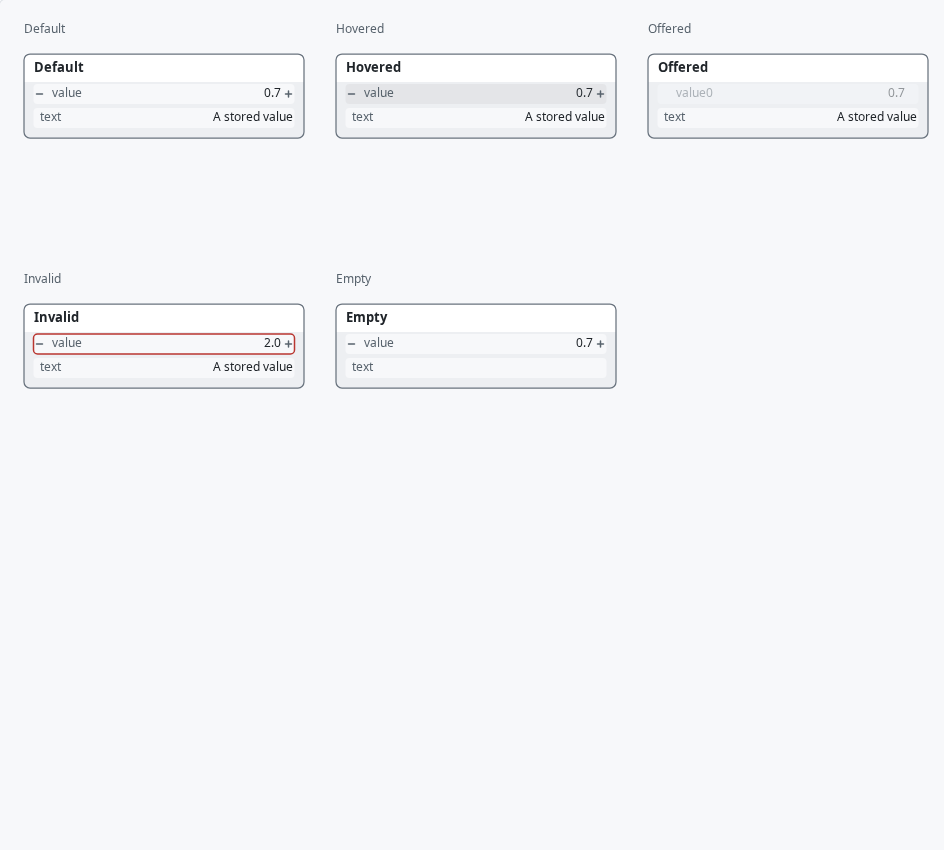 Default Hovered Offered
Default
− value 0.7 +
text A stored value
Hovered
− value 0.7 +
text A stored value
Offered
value0 0.7
text A stored value
Invalid Empty
Invalid
− value 2.0 +
text A stored value
Empty
− value 0.7 +
text